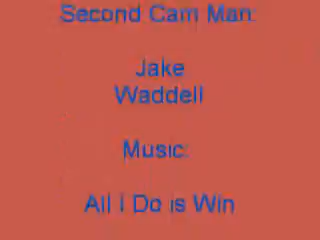 Second Cam Man:
Jake
Waddell
Music:
All I Do is Win